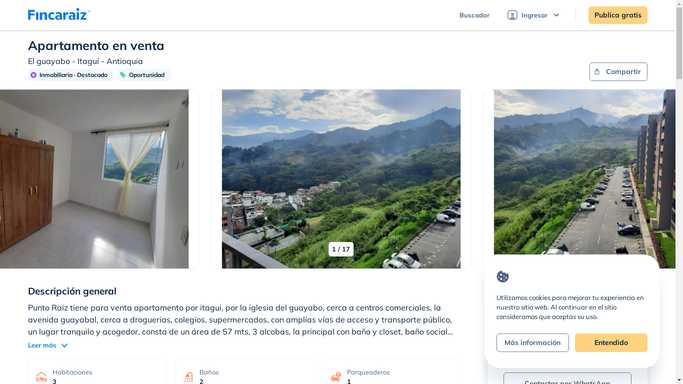 Fincaraiz
Buscador
Ingresar
Publica gratis
Apartamento en venta
El guayabo - Itaguí - Antioquia
Inmobiliaria · Destacado
Oportunidad
Compartir
1 / 17
Descripción general
Punto Raiz tiene para venta apartamento por itagui, por la iglesia del guayabo, cerca a centros comerciales, la
avenida guayabal, cerca a droguerias, colegios, supermercados, con amplias vías de acceso y transporte público,
un lugar tranquilo y acogedor, consta de un área de 57 mts, 3 alcobas, la principal con baño y closet, baño social...
Leer más
Habitaciones
3
Baños
2
Parqueaderos
1
Utilizamos cookies para mejorar tu experiencia en
nuestro sitio web. Al continuar en el sitio
consideramos que aceptas su uso.
Más información
Entendido
Contactar por WhatsApp